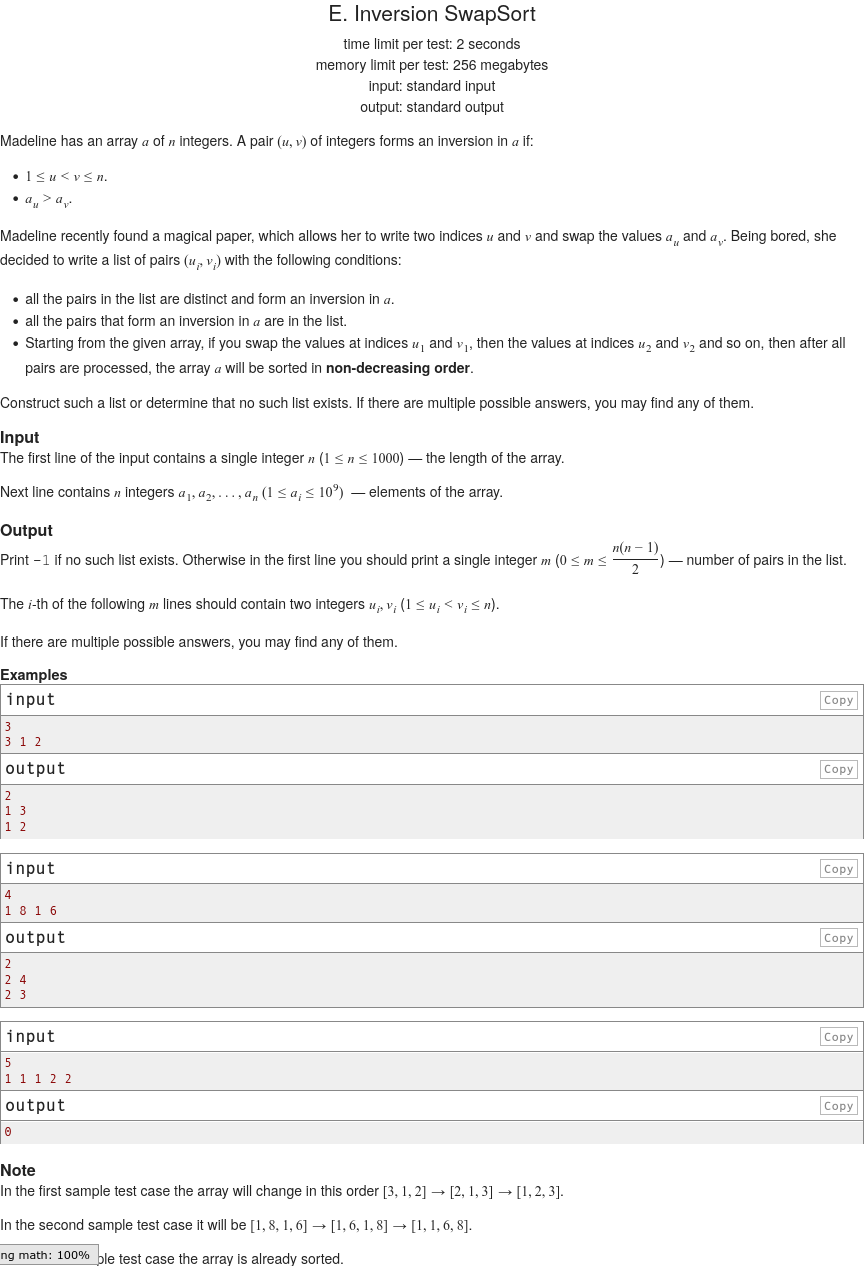 E. Inversion SwapSort
time limit per test: 2 seconds
memory limit per test: 256 megabytes
input: standard input
output: standard output
Madeline has an array a of n integers. A pair (u, v) of integers forms an inversion in a if:
• 1 ≤ u < v ≤ n.
• a_u > a_v.
Madeline recently found a magical paper, which allows her to write two indices u and v and swap the values a_u and a_v. Being bored, she
decided to write a list of pairs (u_i, v_i) with the following conditions:
• all the pairs in the list are distinct and form an inversion in a.
• all the pairs that form an inversion in a are in the list.
• Starting from the given array, if you swap the values at indices u_1 and v_1, then the values at indices u_2 and v_2 and so on, then after all
pairs are processed, the array a will be sorted in non-decreasing order.
Construct such a list or determine that no such list exists. If there are multiple possible answers, you may find any of them.
Input
The first line of the input contains a single integer n (1 ≤ n ≤ 1000) — the length of the array.
Next line contains n integers a_1, a_2, . . . , a_n (1 ≤ a_i ≤ 10^9) — elements of the array.
Output
Print −1 if no such list exists. Otherwise in the first line you should print a single integer m (0 ≤ m ≤ n(n − 1)/2) — number of pairs in the list.
The i-th of the following m lines should contain two integers u_i, v_i (1 ≤ u_i < v_i ≤ n).
If there are multiple possible answers, you may find any of them.
Examples
input Copy
3
3 1 2
output Copy
2
1 3
1 2
input Copy
4
1 8 1 6
output Copy
2
2 4
2 3
input Copy
5
1 1 1 2 2
output Copy
0
Note
In the first sample test case the array will change in this order [3, 1, 2] → [2, 1, 3] → [1, 2, 3].
In the second sample test case it will be [1, 8, 1, 6] → [1, 6, 1, 8] → [1, 1, 6, 8].
ng math: 100% ple test case the array is already sorted.